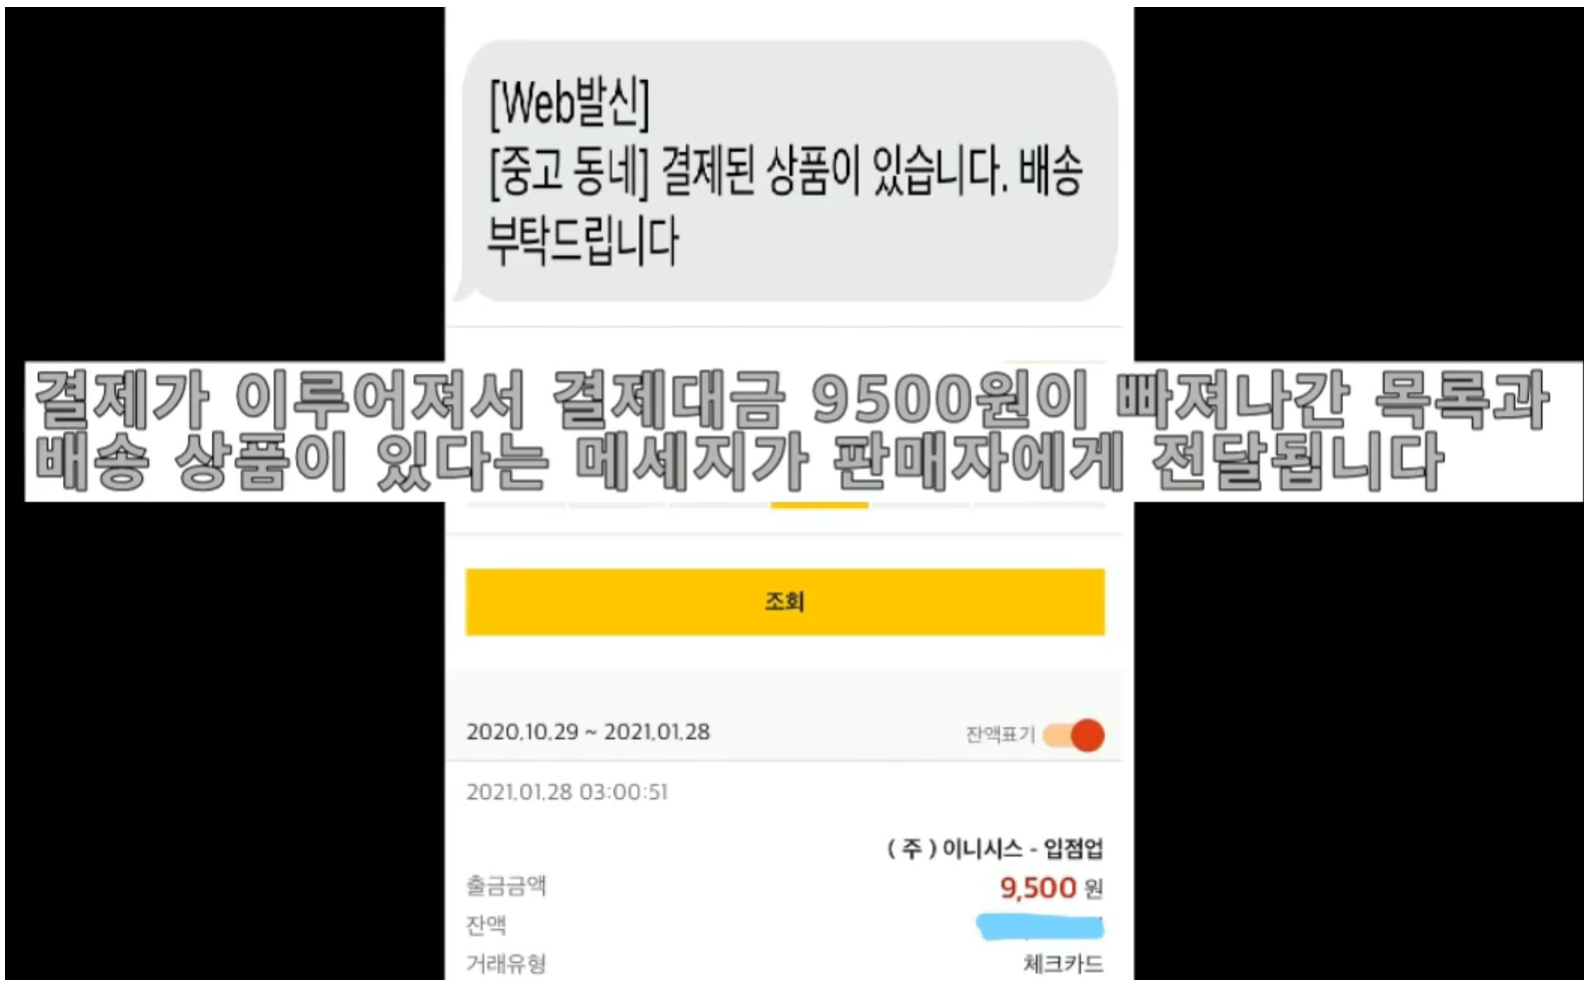 [Web발신]
[중고 동네] 결제된 상품이 있습니다. 배송
부탁드립니다
결제가 이루어져서 결제대금 9500원이 빠져나간 목록과
배송 상품이 있다는 메세지가 판매자에게 전달됩니다
조회
2020.10.29 ~ 2021.01.28 잔액표기
2021.01.28 03:00:51
( 주 ) 이니시스 - 입점업
출금금액 9,500 원
잔액
거래유형 체크카드